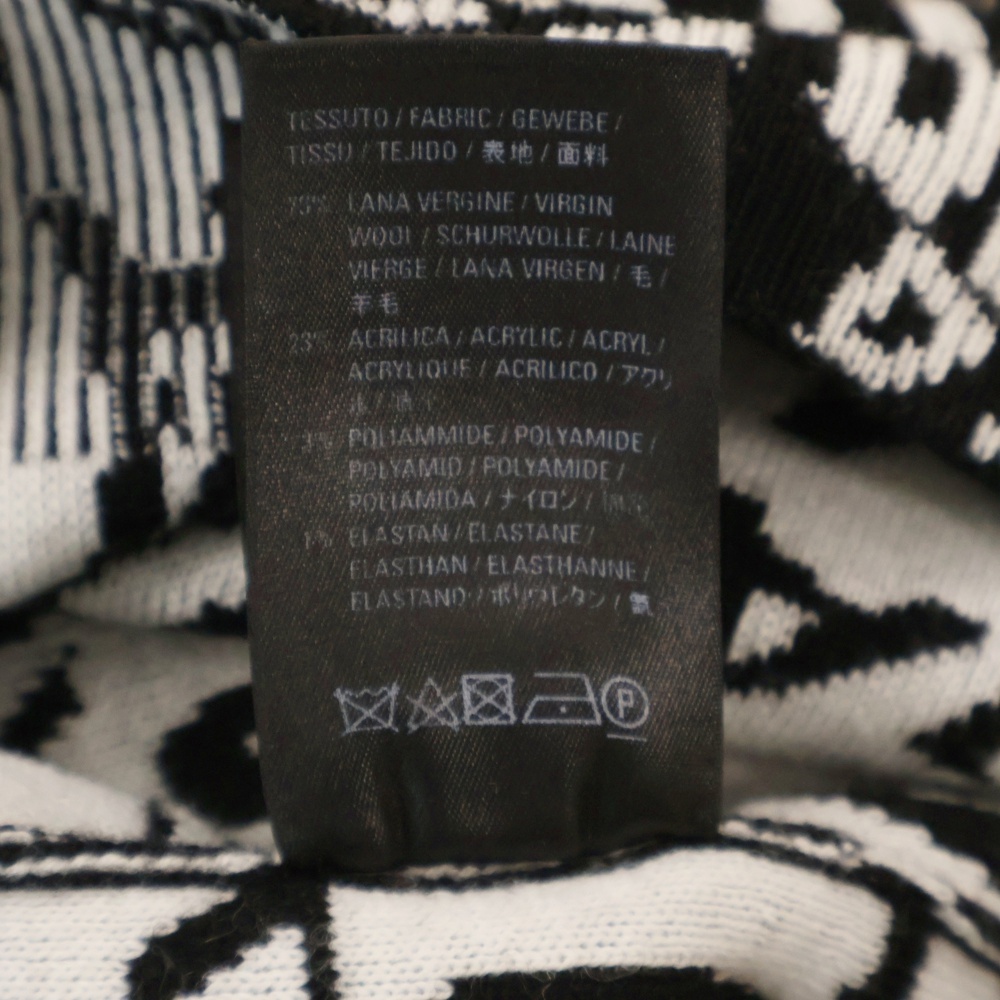 TESSUTO / FABRIC / GEWEBE /
TISSU / TEJIDO / 表地 / 面料
LANA VERGINE / VIRGIN
WOOL / SCHURWOLLE / LAINE
VIERGE / LANA VIRGEN / 毛 /
羊毛
23% ACRILICA / ACRYLIC / ACRYL /
ACRYLIQUE / ACRILICO / アクリ
ル /
3% POLIAMMIDE / POLYAMIDE /
POLYAMID / POLYAMIDE /
POLIAMIDA / ナイロン /
1% ELASTAN / ELASTANE /
ELASTHAN / ELASTHANNE /
ELASTANO / ポリウレタン /
P